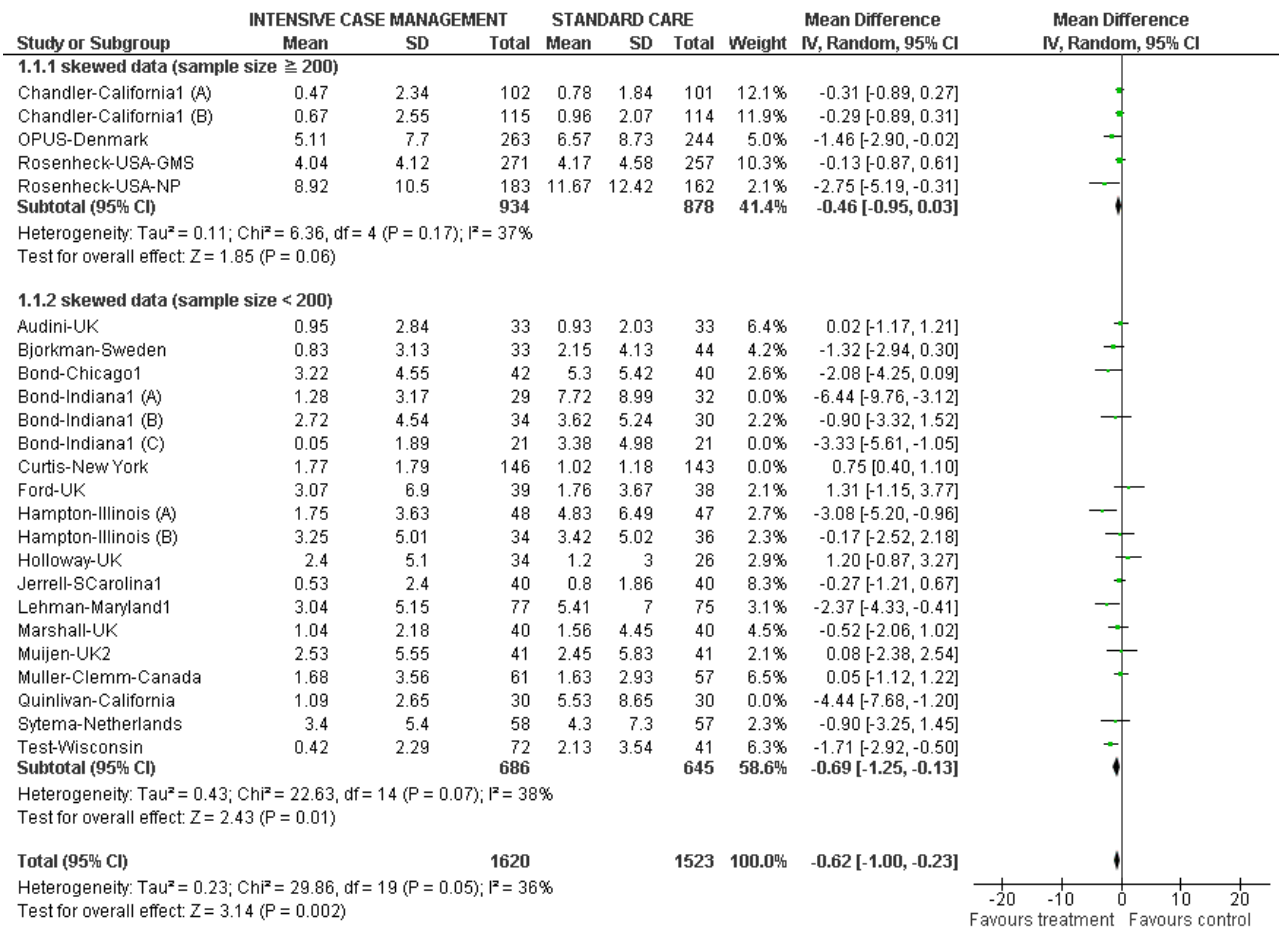 INTENSIVE CASE MANAGEMENT STANDARD CARE Mean Difference Mean Difference
Study or Subgroup Mean SD Total Mean SD Total Weight IV, Random, 95% CI IV, Random, 95% CI
1.1.1 skewed data (sample size ≧ 200)
Chandler-California1 (A) 0.47 2.34 102 0.78 1.84 101 12.1% -0.31 [-0.89, 0.27]
Chandler-California1 (B) 0.67 2.55 115 0.96 2.07 114 11.9% -0.29 [-0.89, 0.31]
OPUS-Denmark 5.11 7.7 263 6.57 8.73 244 5.0% -1.46 [-2.90, -0.02]
Rosenheck-USA-GMS 4.04 4.12 271 4.17 4.58 257 10.3% -0.13 [-0.87, 0.61]
Rosenheck-USA-NP 8.92 10.5 183 11.67 12.42 162 2.1% -2.75 [-5.19, -0.31]
Subtotal (95% CI) 934 878 41.4% -0.46 [-0.95, 0.03]
Heterogeneity: Tau² = 0.11; Chi² = 6.36, df = 4 (P = 0.17); I² = 37%
Test for overall effect: Z = 1.85 (P = 0.06)
1.1.2 skewed data (sample size < 200)
Audini-UK 0.95 2.84 33 0.93 2.03 33 6.4% 0.02 [-1.17, 1.21]
Bjorkman-Sweden 0.83 3.13 33 2.15 4.13 44 4.2% -1.32 [-2.94, 0.30]
Bond-Chicago1 3.22 4.55 42 5.3 5.42 40 2.6% -2.08 [-4.25, 0.09]
Bond-Indiana1 (A) 1.28 3.17 29 7.72 8.99 32 0.0% -6.44 [-9.76, -3.12]
Bond-Indiana1 (B) 2.72 4.54 34 3.62 5.24 30 2.2% -0.90 [-3.32, 1.52]
Bond-Indiana1 (C) 0.05 1.89 21 3.38 4.98 21 0.0% -3.33 [-5.61, -1.05]
Curtis-New York 1.77 1.79 146 1.02 1.18 143 0.0% 0.75 [0.40, 1.10]
Ford-UK 3.07 6.9 39 1.76 3.67 38 2.1% 1.31 [-1.15, 3.77]
Hampton-Illinois (A) 1.75 3.63 48 4.83 6.49 47 2.7% -3.08 [-5.20, -0.96]
Hampton-Illinois (B) 3.25 5.01 34 3.42 5.02 36 2.3% -0.17 [-2.52, 2.18]
Holloway-UK 2.4 5.1 34 1.2 3 26 2.9% 1.20 [-0.87, 3.27]
Jerrell-SCarolina1 0.53 2.4 40 0.8 1.86 40 8.3% -0.27 [-1.21, 0.67]
Lehman-Maryland1 3.04 5.15 77 5.41 7 75 3.1% -2.37 [-4.33, -0.41]
Marshall-UK 1.04 2.18 40 1.56 4.45 40 4.5% -0.52 [-2.06, 1.02]
Muijen-UK2 2.53 5.55 41 2.45 5.83 41 2.1% 0.08 [-2.38, 2.54]
Muller-Clemm-Canada 1.68 3.56 61 1.63 2.93 57 6.5% 0.05 [-1.12, 1.22]
Quinlivan-California 1.09 2.65 30 5.53 8.65 30 0.0% -4.44 [-7.68, -1.20]
Sytema-Netherlands 3.4 5.4 58 4.3 7.3 57 2.3% -0.90 [-3.25, 1.45]
Test-Wisconsin 0.42 2.29 72 2.13 3.54 41 6.3% -1.71 [-2.92, -0.50]
Subtotal (95% CI) 686 645 58.6% -0.69 [-1.25, -0.13]
Heterogeneity: Tau² = 0.43; Chi² = 22.63, df = 14 (P = 0.07); I² = 38%
Test for overall effect: Z = 2.43 (P = 0.01)
Total (95% CI) 1620 1523 100.0% -0.62 [-1.00, -0.23]
Heterogeneity: Tau² = 0.23; Chi² = 29.86, df = 19 (P = 0.05); I² = 36%
Test for overall effect: Z = 3.14 (P = 0.002)
-20 -10 0 10 20
Favours treatment Favours control